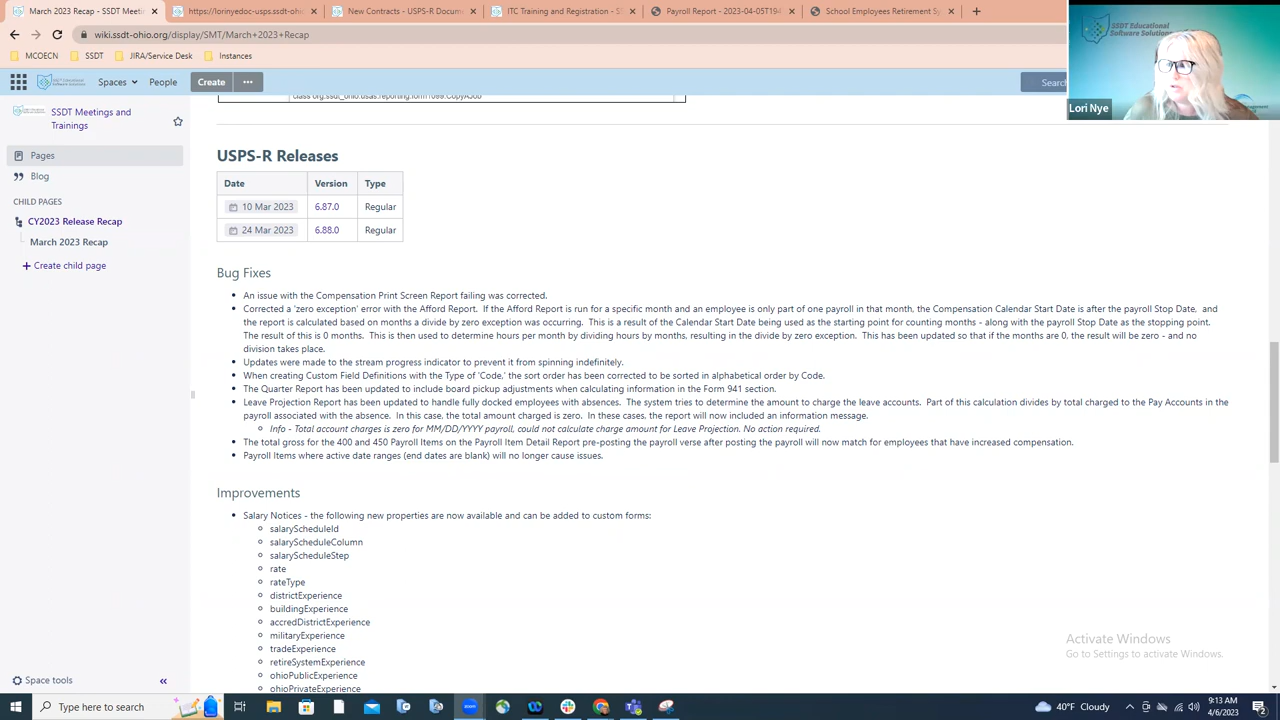 March 2023 Recap - SSDT Meetin
https://lorinyedoc-usps-r.ssdt.io
New Contracts - USPS-R Docum
ITC Training and Registration - S
Payroll Report - 2023-04-05T194
School Employees Retirement Sy
wiki.ssdt-ohio.org/display/SMT/March+2023+Recap
MCOECN SSDT JIRA/Service Desk Instances
Spaces People Create ... Search
SSDT Educational
Software Solutions
Lori Nye
SSDT Meetings and
Trainings
Pages
Blog
CHILD PAGES
CY2023 Release Recap
March 2023 Recap
+ Create child page
class org.ssdt_ohio.usas.reporting.form1099.CopyAJob
USPS-R Releases
Date Version Type
10 Mar 2023 6.87.0 Regular
24 Mar 2023 6.88.0 Regular
Bug Fixes
An issue with the Compensation Print Screen Report failing was corrected.
Corrected a 'zero exception' error with the Afford Report. If the Afford Report is run for a specific month and an employee is only part of one payroll in that month, the Compensation Calendar Start Date is after the payroll Stop Date, and
the report is calculated based on months a divide by zero exception was occurring. This is a result of the Calendar Start Date being used as the starting point for counting months - along with the payroll Stop Date as the stopping point.
The result of this is 0 months. This is then used to determine hours per month by dividing hours by months, resulting in the divide by zero exception. This has been updated so that if the months are 0, the result will be zero - and no
division takes place.
Updates were made to the stream progress indicator to prevent it from spinning indefinitely.
When creating Custom Field Definitions with the Type of 'Code,' the sort order has been corrected to be sorted in alphabetical order by Code.
The Quarter Report has been updated to include board pickup adjustments when calculating information in the Form 941 section.
Leave Projection Report has been updated to handle fully docked employees with absences. The system tries to determine the amount to charge the leave accounts. Part of this calculation divides by total charged to the Pay Accounts in the
payroll associated with the absence. In this case, the total amount charged is zero. In these cases, the report will now included an information message.
Info - Total account charges is zero for MM/DD/YYYY payroll, could not calculate charge amount for Leave Projection. No action required.
The total gross for the 400 and 450 Payroll Items on the Payroll Item Detail Report pre-posting the payroll verse after posting the payroll will now match for employees that have increased compensation.
Payroll Items where active date ranges (end dates are blank) will no longer cause issues.
Improvements
Salary Notices - the following new properties are now available and can be added to custom forms:
salaryScheduleId
salaryScheduleColumn
salaryScheduleStep
rate
rateType
districtExperience
buildingExperience
accredDistrictExperience
militaryExperience
tradeExperience
retireSystemExperience
ohioPublicExperience
ohioPrivateExperience
Activate Windows
Go to Settings to activate Windows.
Space tools
Type here to search
40°F Cloudy
9:13 AM
4/6/2023
2